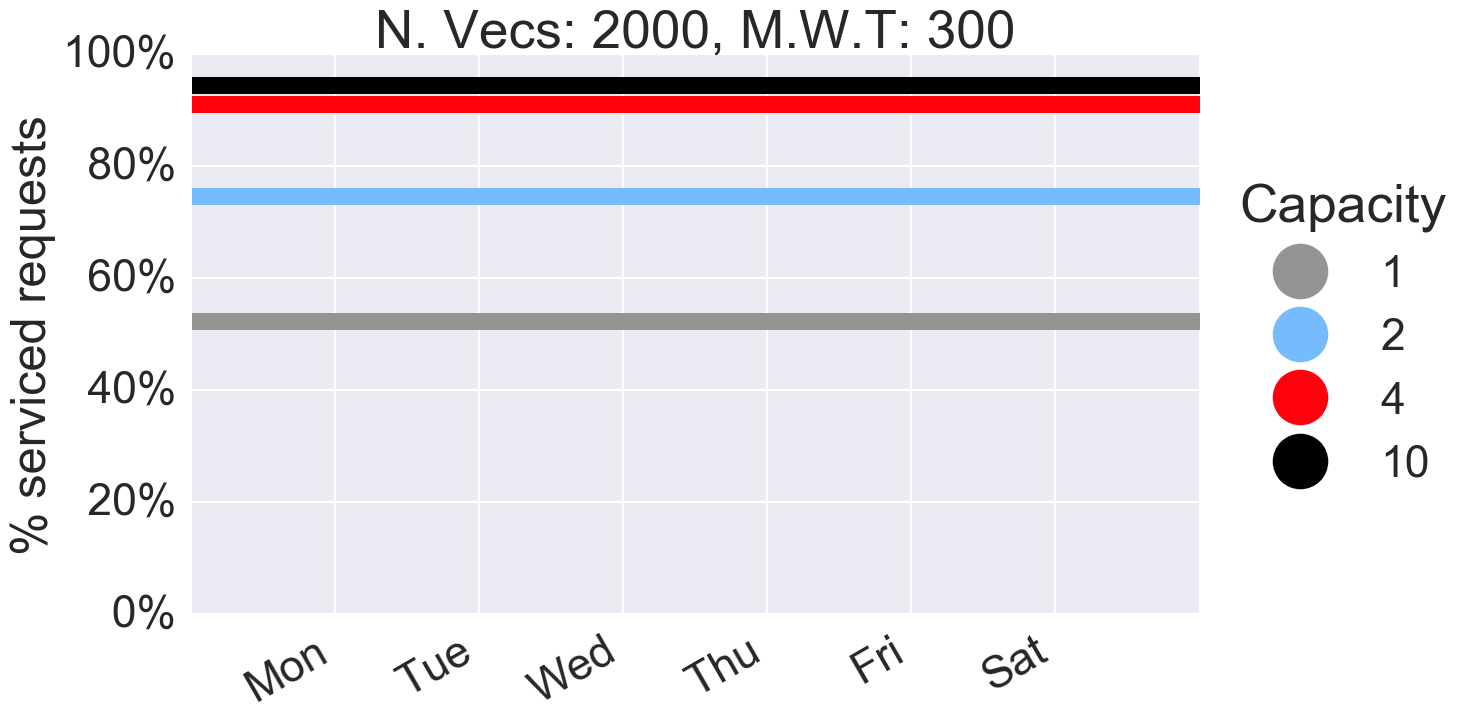 N. Vecs: 2000, M.W.T: 300
100%
80%
60%
40%
20%
0%
% serviced requests
Mon
Tue
Wed
Thu
Fri
Sat
Capacity
1
2
4
10